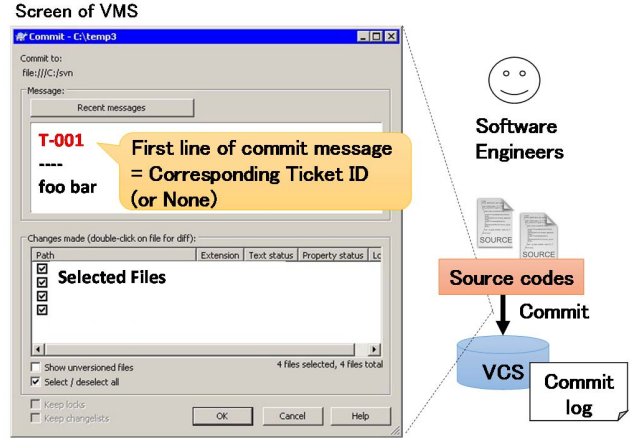 Screen of VMS
Commit - C:\temp3
Commit to:
file:///C:/svn
Message:
Recent messages
T-001
----
foo bar
First line of commit message
= Corresponding Ticket ID
(or None)
Changes made (double-click on file for diff):
Path Extension Text status Property status Lo
Selected Files
4 files selected, 4 files total
Show unversioned files
Select / deselect all
Keep locks
Keep changelists
OK Cancel Help
Software
Engineers
SOURCE
SOURCE
Source codes
Commit
VCS
Commit
log